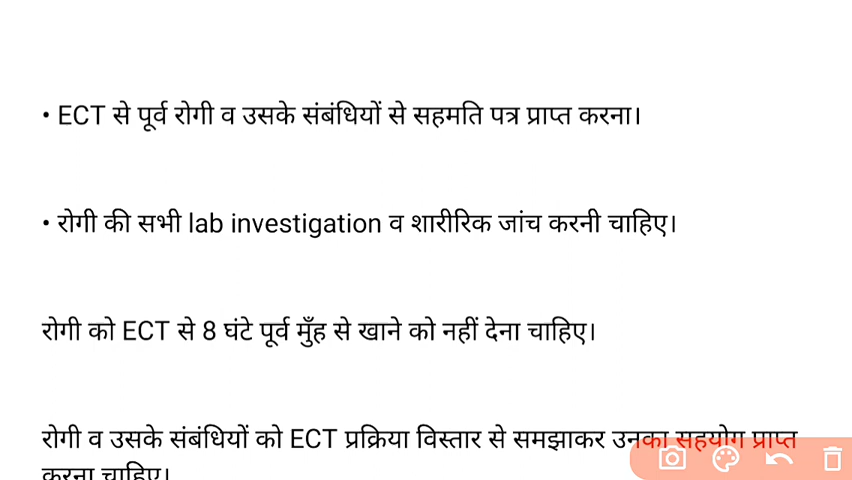 • ECT से पूर्व रोगी व उसके संबंधियों से सहमति पत्र प्राप्त करना।
• रोगी की सभी lab investigation व शारीरिक जांच करनी चाहिए।
रोगी को ECT से 8 घंटे पूर्व मुँह से खाने को नहीं देना चाहिए।
रोगी व उसके संबंधियों को ECT प्रक्रिया विस्तार से समझाकर उनका सहयोग प्राप्त
करना चाहिए।